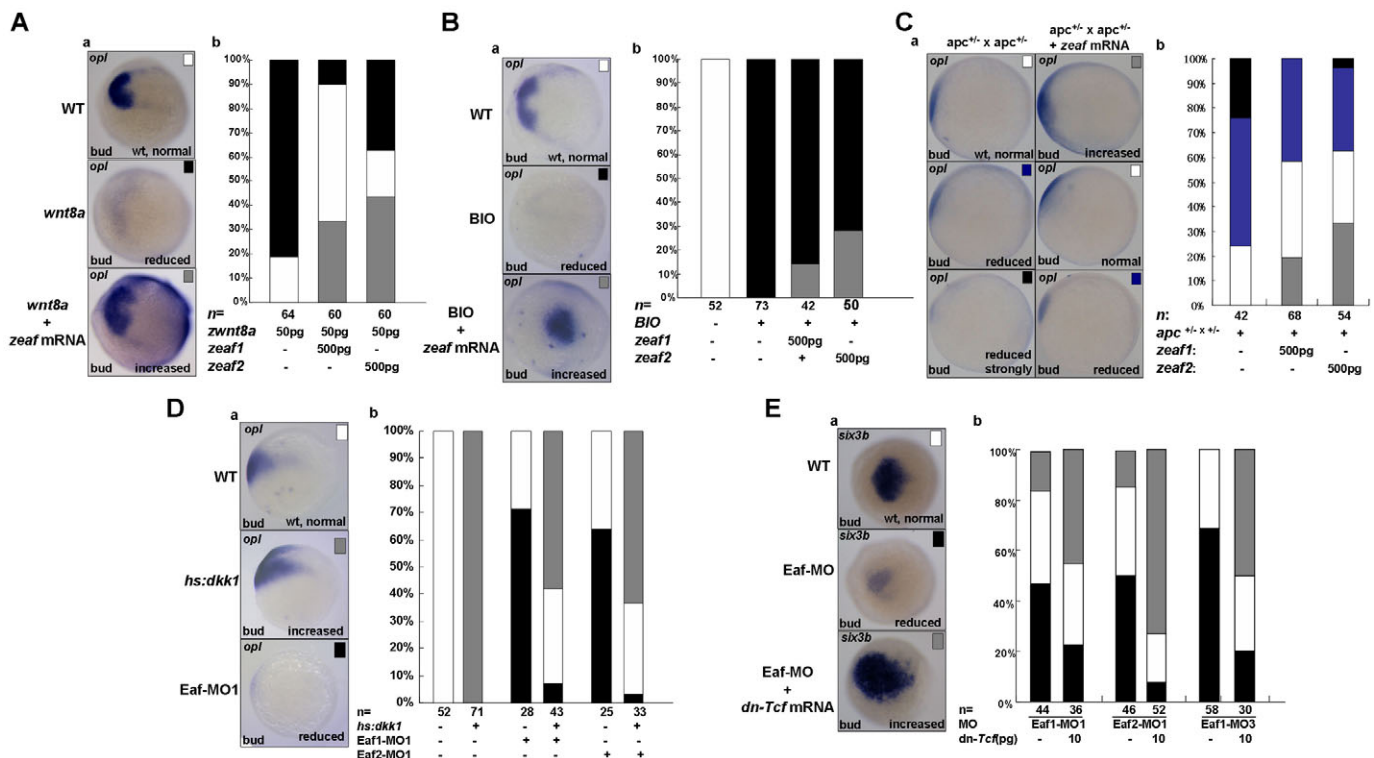 A
a
b
opl
WT
bud
wt, normal
opl
wnt8a
bud
reduced
opl
wnt8a
+
zeaf mRNA
bud
increased
100%
90%
80%
70%
60%
50%
40%
30%
20%
10%
0%
n= 64 60 60
zwnt8a 50pg 50pg 50pg
zeaf1 - 500pg -
zeaf2 - - 500pg
B
a
b
opl
WT
bud
wt, normal
opl
BIO
bud
reduced
opl
BIO
+
zeaf mRNA
bud
increased
100%
90%
80%
70%
60%
50%
40%
30%
20%
10%
0%
n= 52 73 42 50
BIO - + + +
zeaf1 - - 500pg -
zeaf2 - - + 500pg
C
a
b
apc+/- x apc+/-
apc+/- x apc+/-
+ zeaf mRNA
opl
bud
wt, normal
opl
bud
increased
opl
bud
reduced
opl
bud
normal
opl
bud
reduced
strongly
opl
bud
reduced
100%
90%
80%
70%
60%
50%
40%
30%
20%
10%
0%
n: 42 68 54
apc +/- x +/- + + +
zeaf1: - 500pg -
zeaf2: - - 500pg
D
a
b
opl
WT
bud
wt, normal
opl
hs:dkk1
bud
increased
opl
Eaf-MO1
bud
reduced
100%
90%
80%
70%
60%
50%
40%
30%
20%
10%
0%
n= 52 71 28 43 25 33
hs:dkk1 - + - + - +
Eaf1-MO1 - - + + - -
Eaf2-MO1 - - - - + +
E
a
b
six3b
WT
bud
wt, normal
six3b
Eaf-MO
bud
reduced
six3b
Eaf-MO
+
dn-Tcf mRNA
bud
increased
100%
80%
60%
40%
20%
n= 44 36 46 52 58 30
MO Eaf1-MO1 Eaf2-MO1 Eaf1-MO3
dn-Tcf(pg) - 10 - 10 - 10